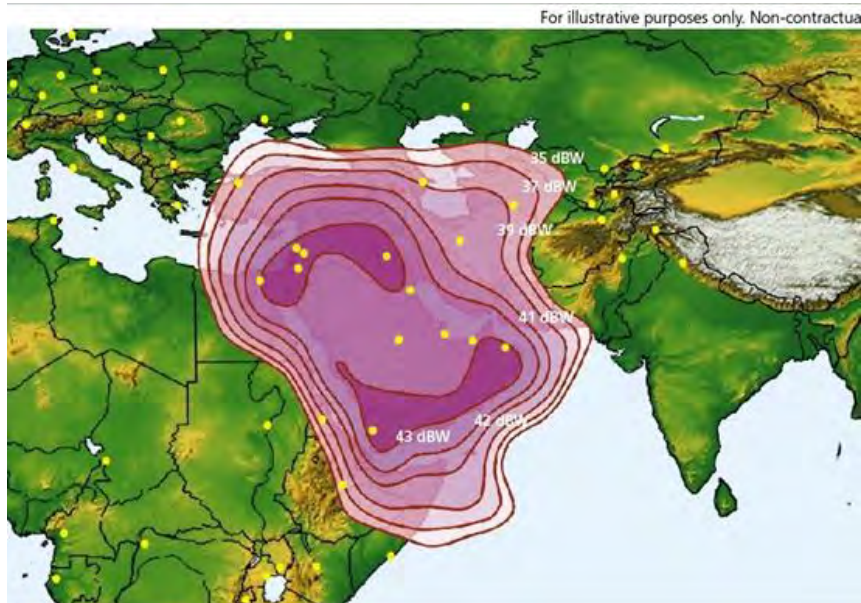 For illustrative purposes only. Non-contractua
35 dBW
37 dBW
39 dBW
41 dBW
42 dBW
43 dBW